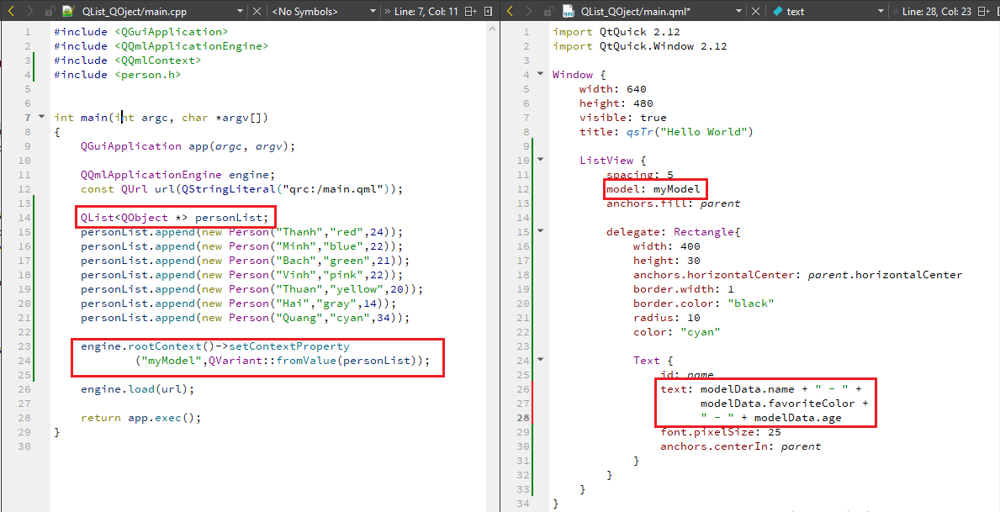 QList_QOject/main.cpp
<No Symbols>
» Line: 7, Col: 11
1 #include <QGuiApplication>
2 #include <QQmlApplicationEngine>
3 #include <QQmlContext>
4 #include <person.h>
5
6
7 int main(int argc, char *argv[])
8 {
9 QGuiApplication app(argc, argv);
10
11 QQmlApplicationEngine engine;
12 const QUrl url(QStringLiteral("qrc:/main.qml"));
13
14 QList<QObject *> personList;
15 personList.append(new Person("Thanh","red",24));
16 personList.append(new Person("Minh","blue",22));
17 personList.append(new Person("Bach","green",21));
18 personList.append(new Person("Vinh","pink",22));
19 personList.append(new Person("Thuan","yellow",20));
20 personList.append(new Person("Hai","gray",14));
21 personList.append(new Person("Quang","cyan",34));
22
23 engine.rootContext()->setContextProperty
24 ("myModel",QVariant::fromValue(personList));
25
26 engine.load(url);
27
28 return app.exec();
29 }
30
QList_QOject/main.qml*
text
» Line: 28, Col: 23
1 import QtQuick 2.12
2 import QtQuick.Window 2.12
3
4 Window {
5 width: 640
6 height: 480
7 visible: true
8 title: qsTr("Hello World")
9
10 ListView {
11 spacing: 5
12 model: myModel
13 anchors.fill: parent
14
15 delegate: Rectangle{
16 width: 400
17 height: 30
18 anchors.horizontalCenter: parent.horizontalCenter
19 border.width: 1
20 border.color: "black"
21 radius: 10
22 color: "cyan"
23
24 Text {
25 id: name
26 text: modelData.name + " - " +
27 modelData.favoriteColor +
28 " - " + modelData.age
29 font.pixelSize: 25
30 anchors.centerIn: parent
31 }
32 }
33 }
34 }